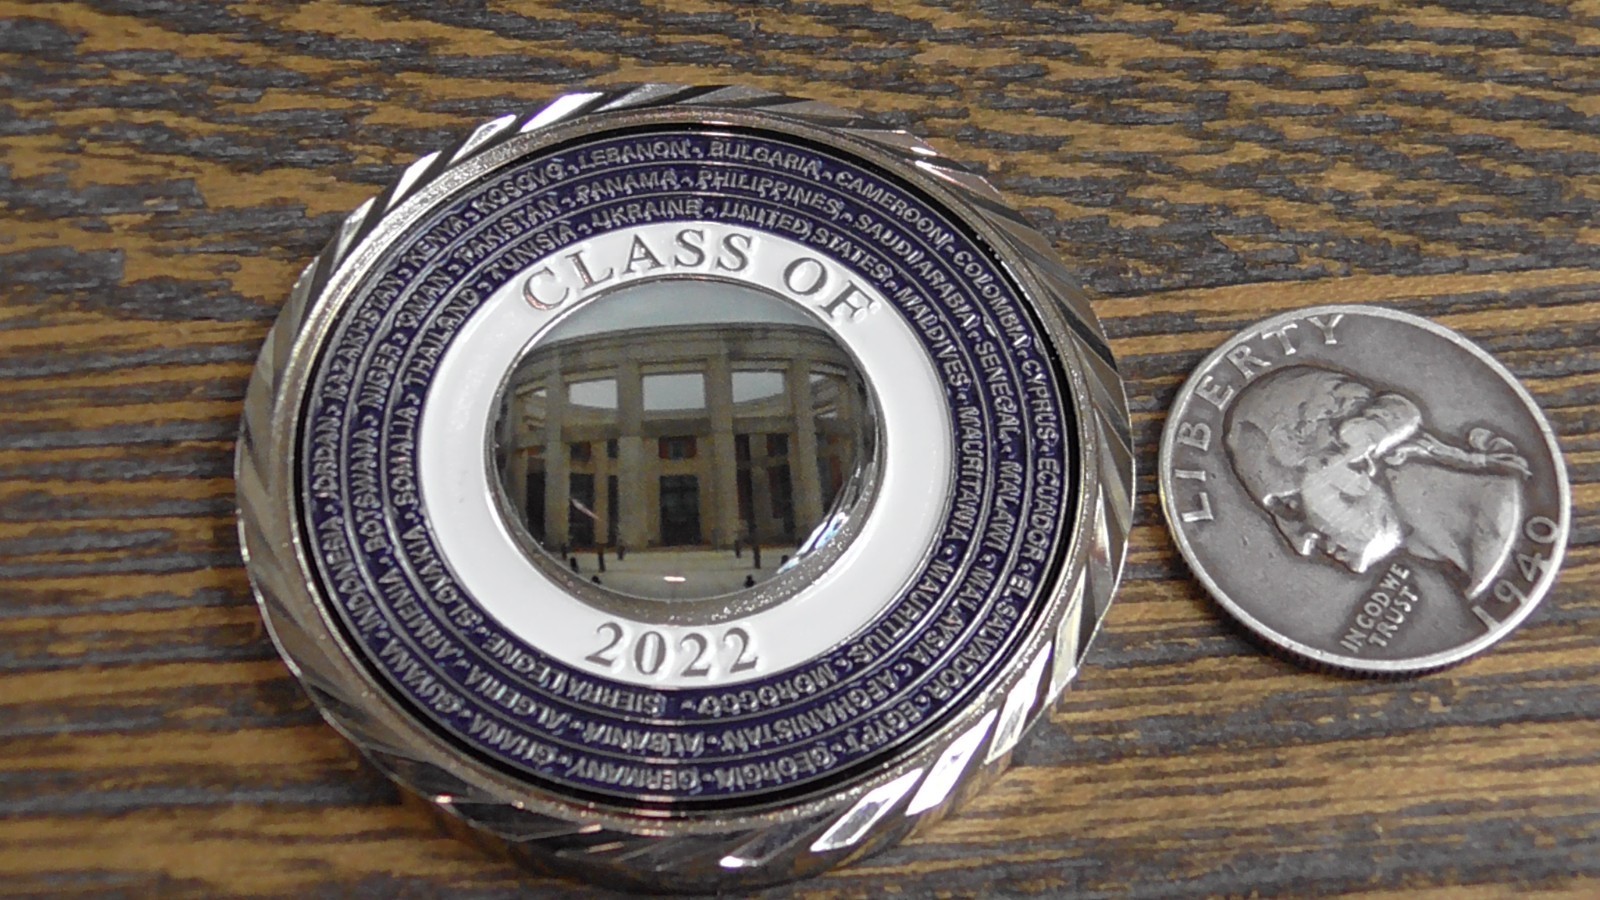 LEBANON • BULGARIA • CAMEROON • COLOMBIA • CYPRUS • ECUADOR • EL SALVADOR • EGYPT • GEORGIA • GERMANY • GHANA • GUYANA • INDONESIA • JORDAN • KAZAKHSTAN • KENYA • KOSOVO •
PANAMA • PHILIPPINES • SAUDI ARABIA • SENEGAL • MALAWI • MALAYSIA • AFGHANISTAN • ALBANIA • ALGERIA • ARMENIA • BOTSWANA • NIGER • OMAN • PAKISTAN •
UKRAINE • UNITED STATES • MALDIVES • MAURITANIA • MAURITIUS • MOROCCO • SIERRA LEONE • SLOVAKIA • SOMALIA • THAILAND • TUNISIA •
CLASS OF
2022
LIBERTY
IN GOD WE
TRUST
1940